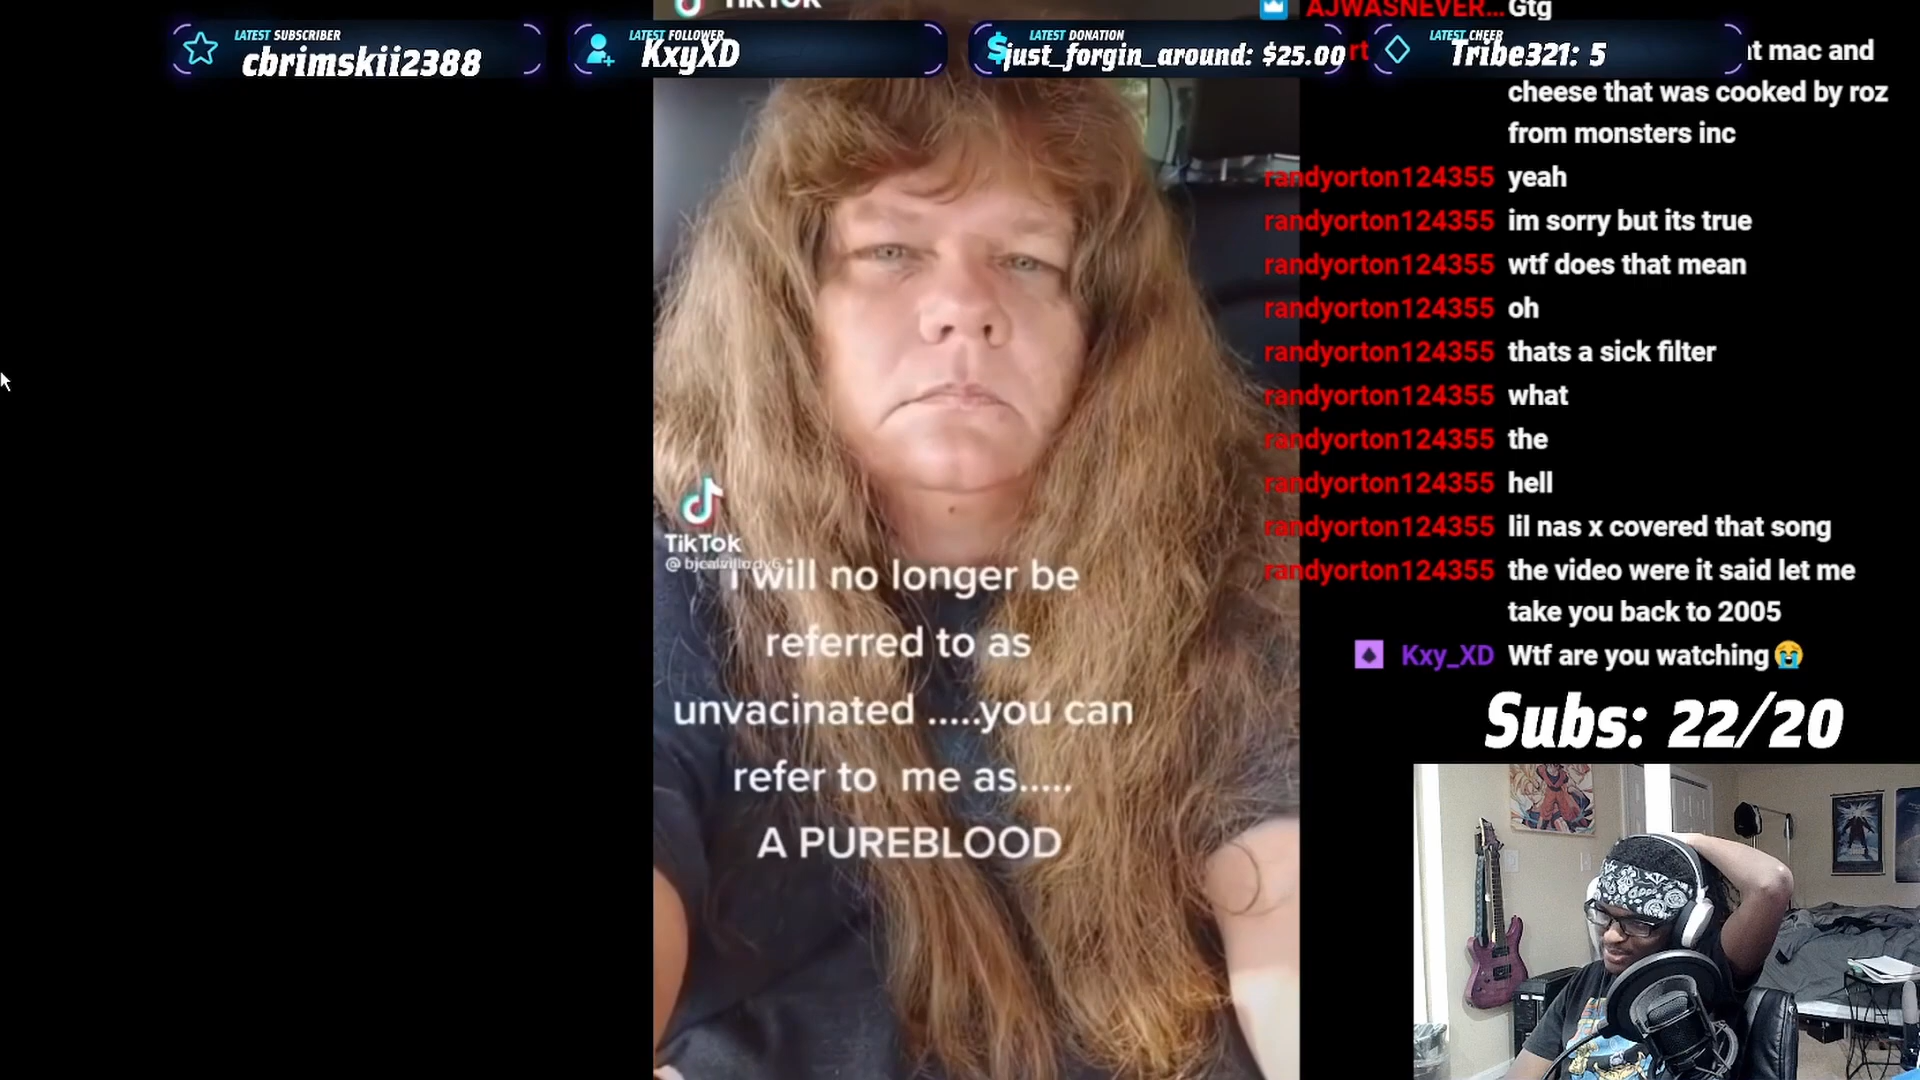 TikTok
LATEST SUBSCRIBER
cbrimskii2388
LATEST FOLLOWER
KxyXD
LATEST DONATION
just_forgin_around: $25.00
LATEST CHEER
Tribe321: 5
AJWASNEVER... Gtg
rt
at mac and
cheese that was cooked by roz
from monsters inc
randyorton124355 yeah
randyorton124355 im sorry but its true
randyorton124355 wtf does that mean
randyorton124355 oh
randyorton124355 thats a sick filter
randyorton124355 what
randyorton124355 the
randyorton124355 hell
randyorton124355 lil nas x covered that song
randyorton124355 the video were it said let me
take you back to 2005
Kxy_XD Wtf are you watching😭
TikTok
I will no longer be
referred to as
unvacinated .....you can
refer to me as.....
A PUREBLOOD
Subs: 22/20